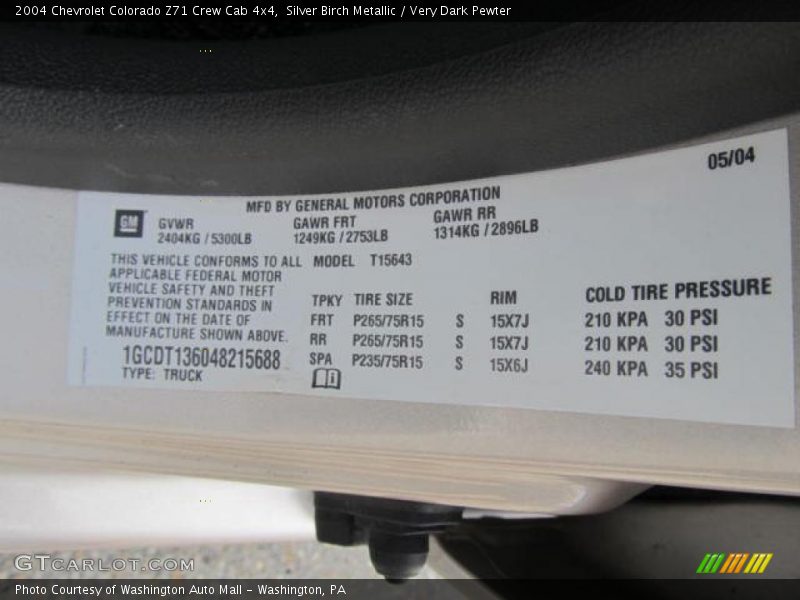 2004 Chevrolet Colorado Z71 Crew Cab 4x4, Silver Birch Metallic / Very Dark Pewter
05/04
MFD BY GENERAL MOTORS CORPORATION
GM
GVWR GAWR FRT GAWR RR
2404KG / 5300LB 1249KG / 2753LB 1314KG / 2896LB
THIS VEHICLE CONFORMS TO ALL MODEL T15643
APPLICABLE FEDERAL MOTOR
VEHICLE SAFETY AND THEFT
PREVENTION STANDARDS IN
EFFECT ON THE DATE OF
MANUFACTURE SHOWN ABOVE.
1GCDT136048215688
TYPE: TRUCK
TPKY TIRE SIZE RIM COLD TIRE PRESSURE
FRT P265/75R15 S 15X7J 210 KPA 30 PSI
RR P265/75R15 S 15X7J 210 KPA 30 PSI
SPA P235/75R15 S 15X6J 240 KPA 35 PSI
GTCARLOT.COM
Photo Courtesy of Washington Auto Mall - Washington, PA